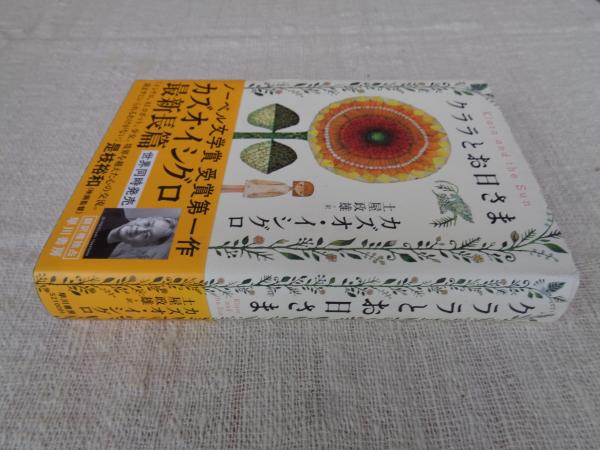 クララとお日さま
Klara and the Sun
カズオ・イシグロ
土屋政雄 訳
ノーベル文学賞 受賞第一作
カズオ・イシグロ
最新長篇
世界同時発売
是枝裕和
早川書房
クララとお日さま
カズオ・イシグロ
土屋政雄 訳
早川書房